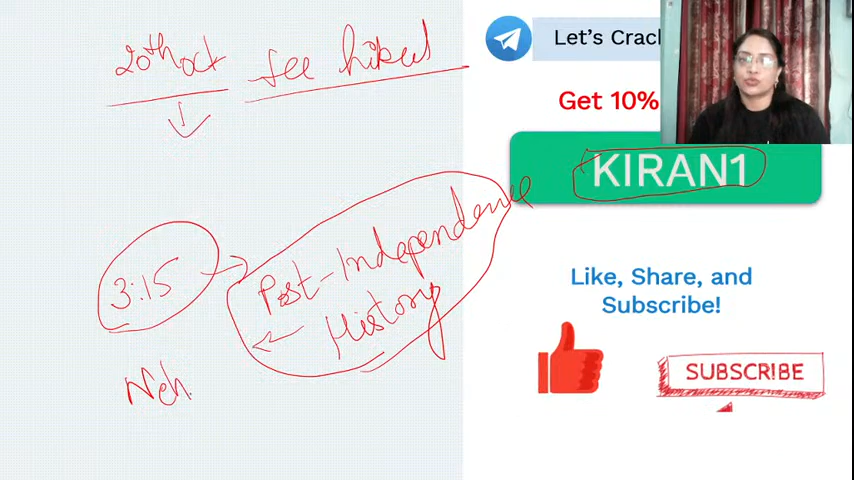 20th oct fee hiked
3:15
Post-Independence
History
Neh
Let's Crac
Get 10%
KIRAN1
Like, Share, and
Subscribe!
SUBSCRIBE